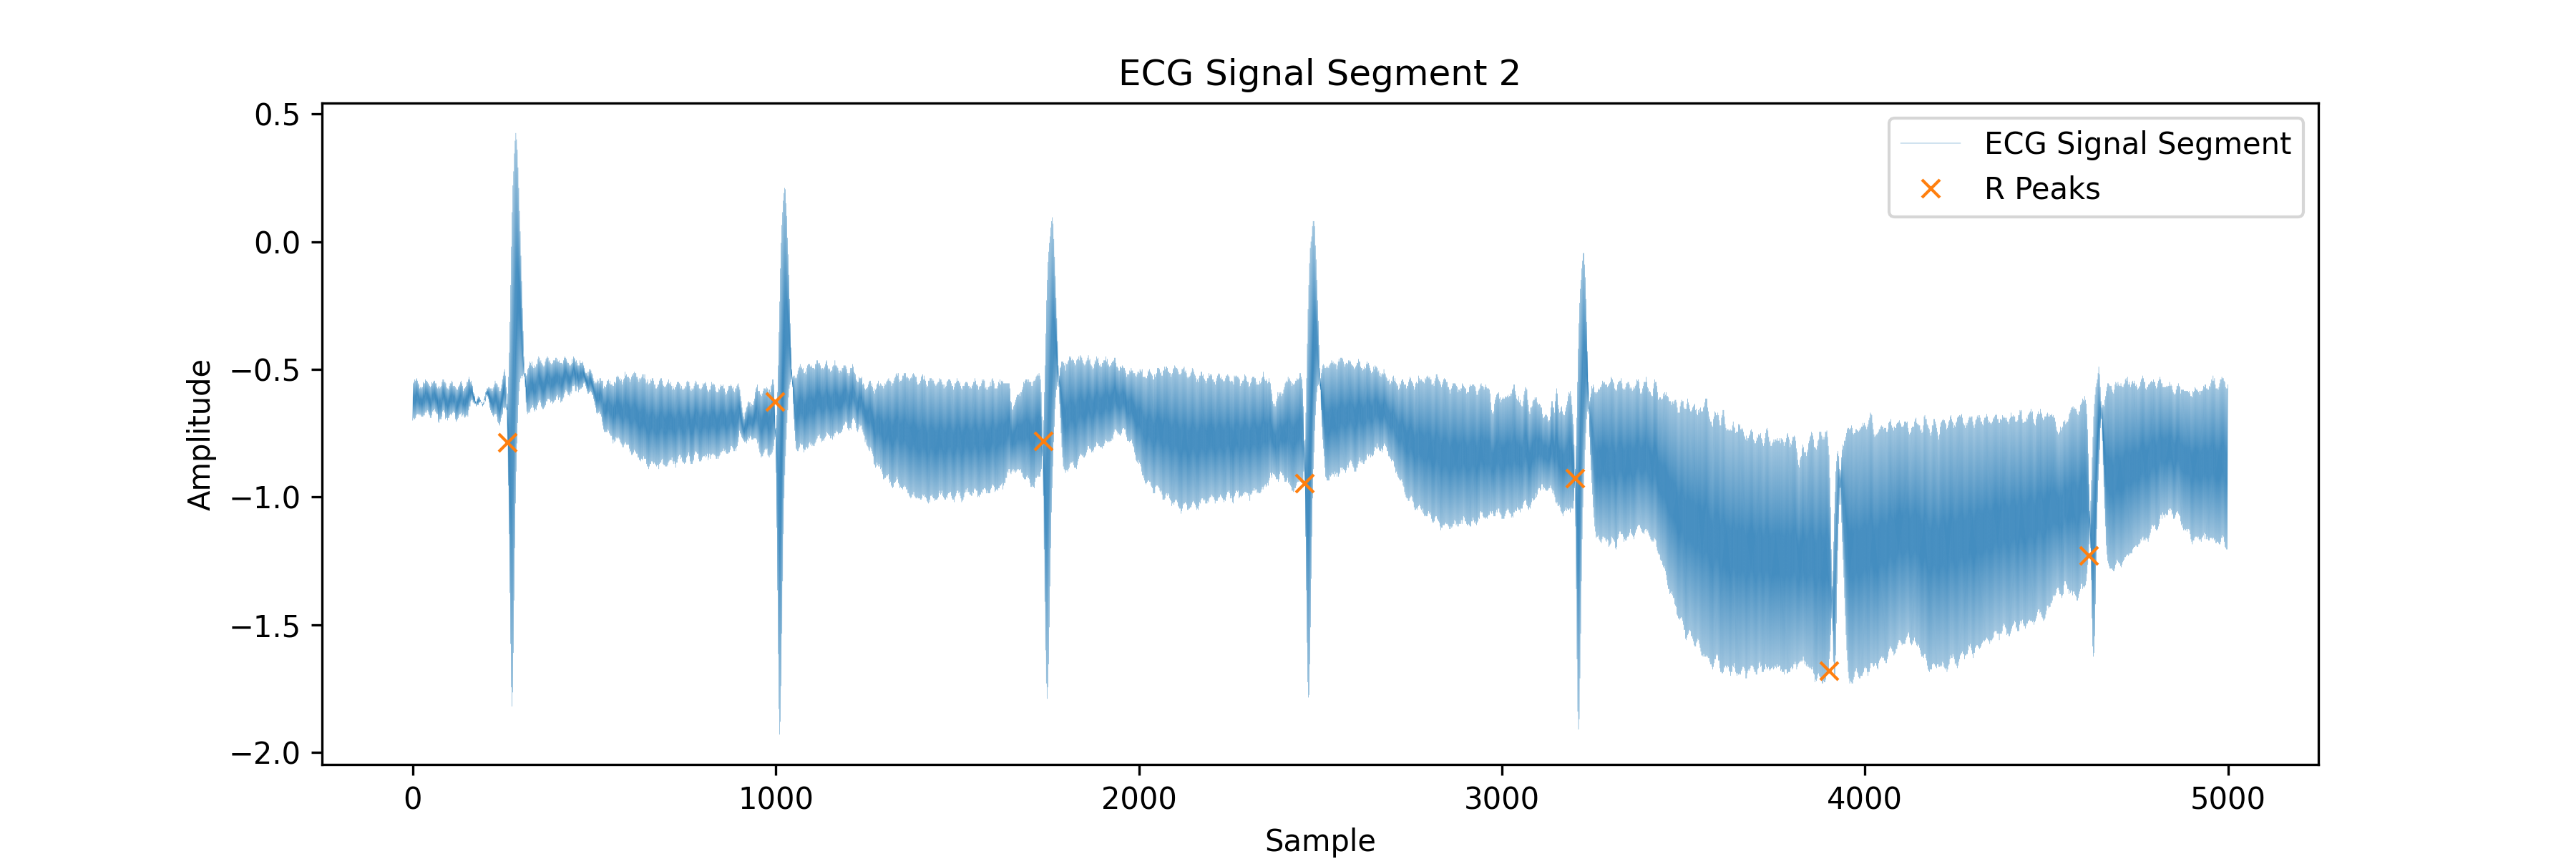 ECG Signal Segment 2
ECG Signal Segment
R Peaks
Amplitude
0.5
0.0
−0.5
−1.0
−1.5
−2.0
0 1000 2000 3000 4000 5000
Sample